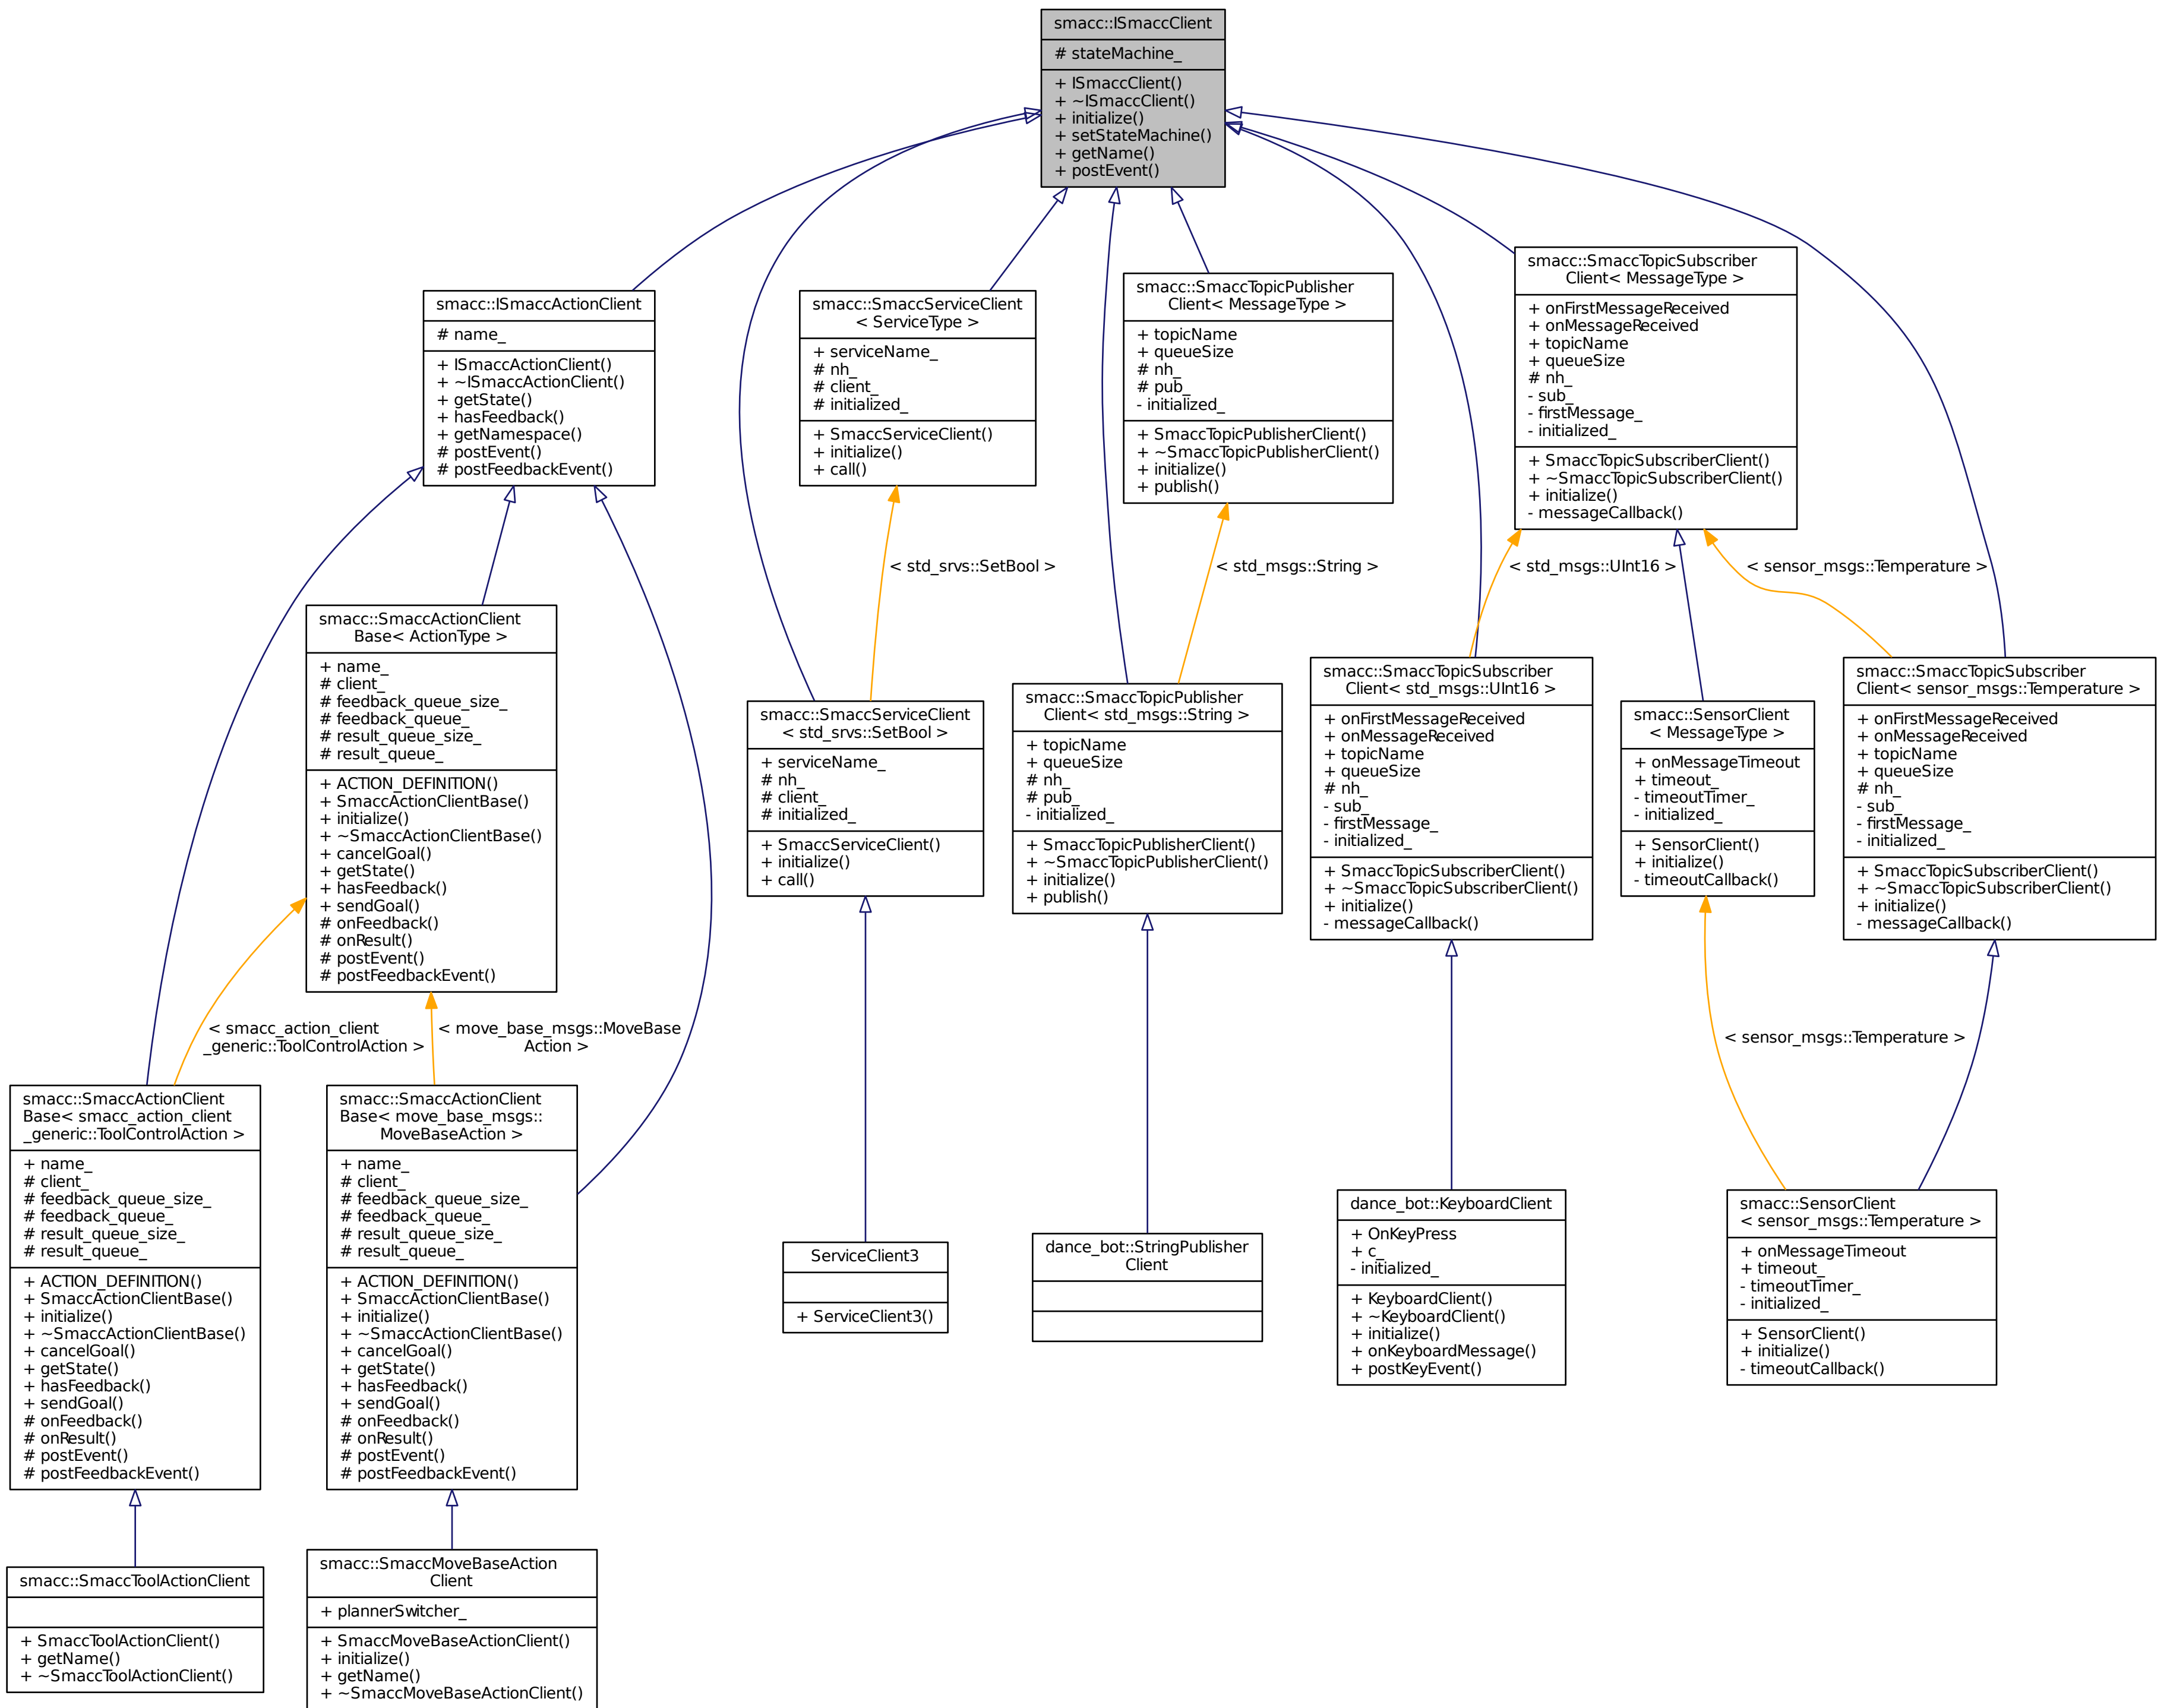 smacc::ISmaccClient
# stateMachine_
+ ISmaccClient()
+ ~ISmaccClient()
+ initialize()
+ setStateMachine()
+ getName()
+ postEvent()
smacc::ISmaccActionClient
# name_
+ ISmaccActionClient()
+ ~ISmaccActionClient()
+ getState()
+ hasFeedback()
+ getNamespace()
# postEvent()
# postFeedbackEvent()
smacc::SmaccServiceClient
< ServiceType >
+ serviceName_
# nh_
# client_
# initialized_
+ SmaccServiceClient()
+ initialize()
+ call()
smacc::SmaccTopicPublisher
Client< MessageType >
+ topicName
+ queueSize
# nh_
# pub_
- initialized_
+ SmaccTopicPublisherClient()
+ ~SmaccTopicPublisherClient()
+ initialize()
+ publish()
smacc::SmaccTopicSubscriber
Client< MessageType >
+ onFirstMessageReceived
+ onMessageReceived
+ topicName
+ queueSize
# nh_
- sub_
- firstMessage_
- initialized_
+ SmaccTopicSubscriberClient()
+ ~SmaccTopicSubscriberClient()
+ initialize()
- messageCallback()
< std_srvs::SetBool >
< std_msgs::String >
< std_msgs::UInt16 >
< sensor_msgs::Temperature >
smacc::SmaccActionClient
Base< ActionType >
+ name_
# client_
# feedback_queue_size_
# feedback_queue_
# result_queue_size_
# result_queue_
+ ACTION_DEFINITION()
+ SmaccActionClientBase()
+ initialize()
+ ~SmaccActionClientBase()
+ cancelGoal()
+ getState()
+ hasFeedback()
+ sendGoal()
# onFeedback()
# onResult()
# postEvent()
# postFeedbackEvent()
smacc::SmaccServiceClient
< std_srvs::SetBool >
+ serviceName_
# nh_
# client_
# initialized_
+ SmaccServiceClient()
+ initialize()
+ call()
smacc::SmaccTopicPublisher
Client< std_msgs::String >
+ topicName
+ queueSize
# nh_
# pub_
- initialized_
+ SmaccTopicPublisherClient()
+ ~SmaccTopicPublisherClient()
+ initialize()
+ publish()
smacc::SmaccTopicSubscriber
Client< std_msgs::UInt16 >
+ onFirstMessageReceived
+ onMessageReceived
+ topicName
+ queueSize
# nh_
- sub_
- firstMessage_
- initialized_
+ SmaccTopicSubscriberClient()
+ ~SmaccTopicSubscriberClient()
+ initialize()
- messageCallback()
smacc::SensorClient
< MessageType >
+ onMessageTimeout
+ timeout_
- timeoutTimer_
- initialized_
+ SensorClient()
+ initialize()
- timeoutCallback()
smacc::SmaccTopicSubscriber
Client< sensor_msgs::Temperature >
+ onFirstMessageReceived
+ onMessageReceived
+ topicName
+ queueSize
# nh_
- sub_
- firstMessage_
- initialized_
+ SmaccTopicSubscriberClient()
+ ~SmaccTopicSubscriberClient()
+ initialize()
- messageCallback()
< smacc_action_client
_generic::ToolControlAction >
< move_base_msgs::MoveBase
Action >
< sensor_msgs::Temperature >
smacc::SmaccActionClient
Base< smacc_action_client
_generic::ToolControlAction >
+ name_
# client_
# feedback_queue_size_
# feedback_queue_
# result_queue_size_
# result_queue_
+ ACTION_DEFINITION()
+ SmaccActionClientBase()
+ initialize()
+ ~SmaccActionClientBase()
+ cancelGoal()
+ getState()
+ hasFeedback()
+ sendGoal()
# onFeedback()
# onResult()
# postEvent()
# postFeedbackEvent()
smacc::SmaccActionClient
Base< move_base_msgs::
MoveBaseAction >
+ name_
# client_
# feedback_queue_size_
# feedback_queue_
# result_queue_size_
# result_queue_
+ ACTION_DEFINITION()
+ SmaccActionClientBase()
+ initialize()
+ ~SmaccActionClientBase()
+ cancelGoal()
+ getState()
+ hasFeedback()
+ sendGoal()
# onFeedback()
# onResult()
# postEvent()
# postFeedbackEvent()
ServiceClient3
+ ServiceClient3()
dance_bot::StringPublisher
Client
dance_bot::KeyboardClient
+ OnKeyPress
+ c_
- initialized_
+ KeyboardClient()
+ ~KeyboardClient()
+ initialize()
+ onKeyboardMessage()
+ postKeyEvent()
smacc::SensorClient
< sensor_msgs::Temperature >
+ onMessageTimeout
+ timeout_
- timeoutTimer_
- initialized_
+ SensorClient()
+ initialize()
- timeoutCallback()
smacc::SmaccToolActionClient
+ SmaccToolActionClient()
+ getName()
+ ~SmaccToolActionClient()
smacc::SmaccMoveBaseAction
Client
+ plannerSwitcher_
+ SmaccMoveBaseActionClient()
+ initialize()
+ getName()
+ ~SmaccMoveBaseActionClient()